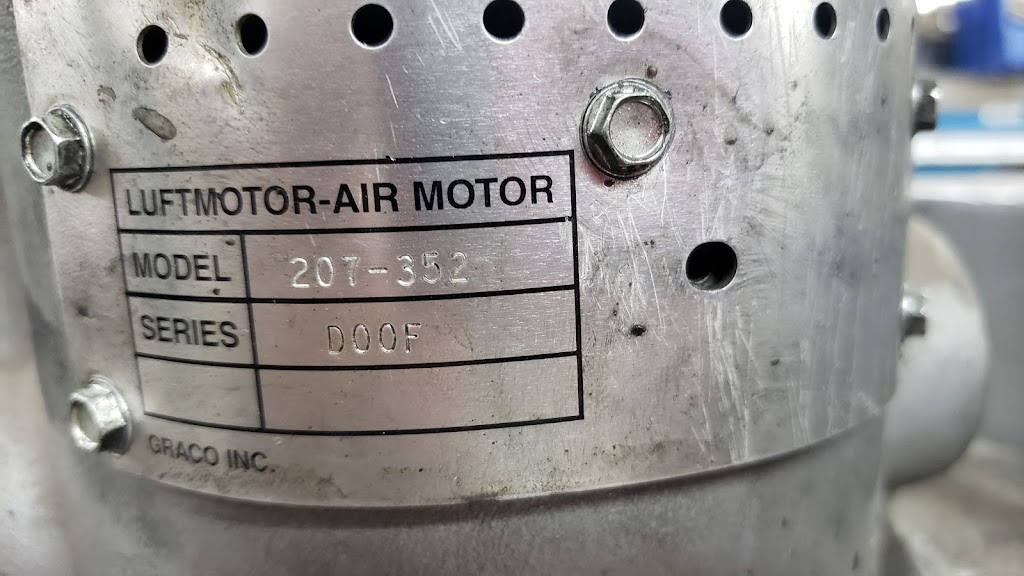 LUFTMOTOR-AIR MOTOR
MODEL 207-352
SERIES D00F
GRACO INC.